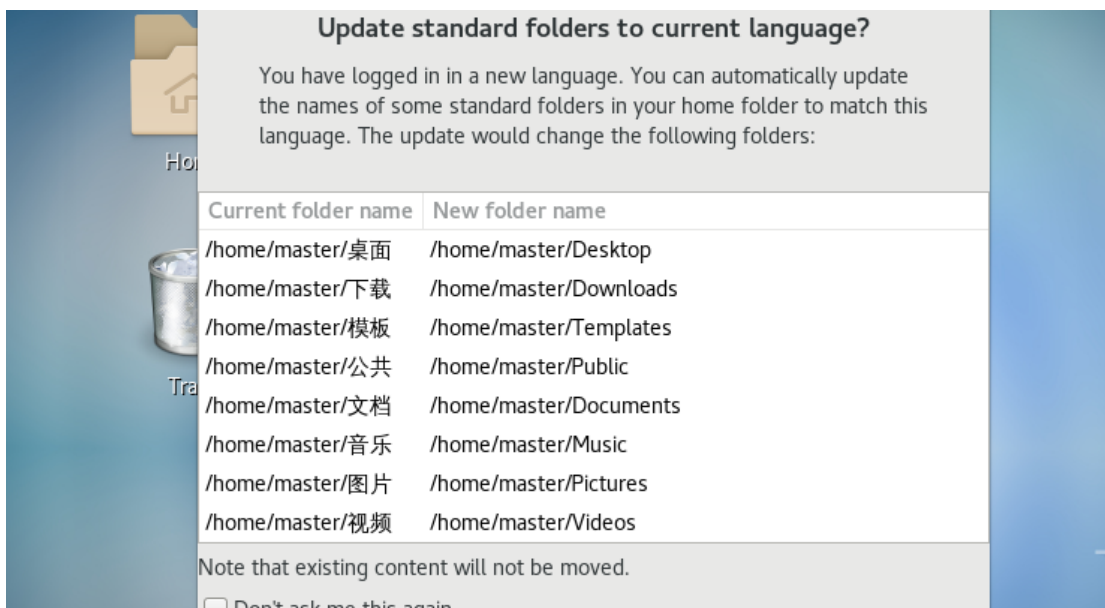 Update standard folders to current language?
You have logged in in a new language. You can automatically update
the names of some standard folders in your home folder to match this
language. The update would change the following folders:
Current folder name New folder name
/home/master/桌面 /home/master/Desktop
/home/master/下载 /home/master/Downloads
/home/master/模板 /home/master/Templates
/home/master/公共 /home/master/Public
/home/master/文档 /home/master/Documents
/home/master/音乐 /home/master/Music
/home/master/图片 /home/master/Pictures
/home/master/视频 /home/master/Videos
Note that existing content will not be moved.
Don't ask me this again